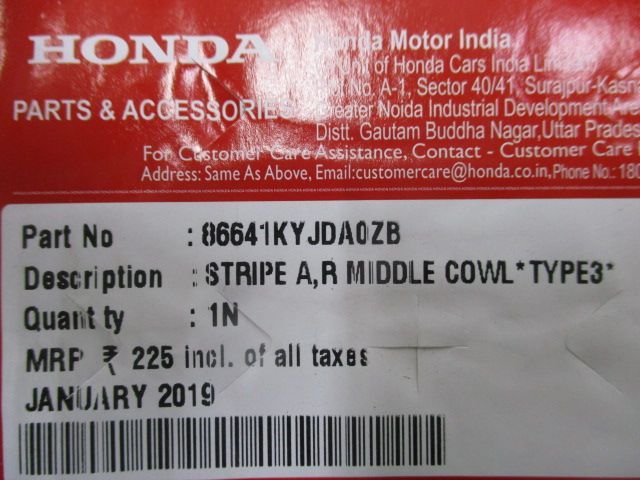 HONDA
PARTS & ACCESSORIES
Honda Motor India
Unit of Honda Cars India
No. A-1, Sector 40/41, Surajpur-Kasn
Greater Noida Industrial Development Are
Distt. Gautam Buddha Nagar,Uttar Prades
For Customer Care Assistance, Contact - Customer Care
Address: Same As Above, Email:customercare@honda.co.in,Phone No.: 180
Part No : 86641KYJDA0ZB
Description : STRIPE A,R MIDDLE COWL*TYPE3*
Quant ty : 1N
MRP ₹ 225 incl. of all taxes
JANUARY 2019